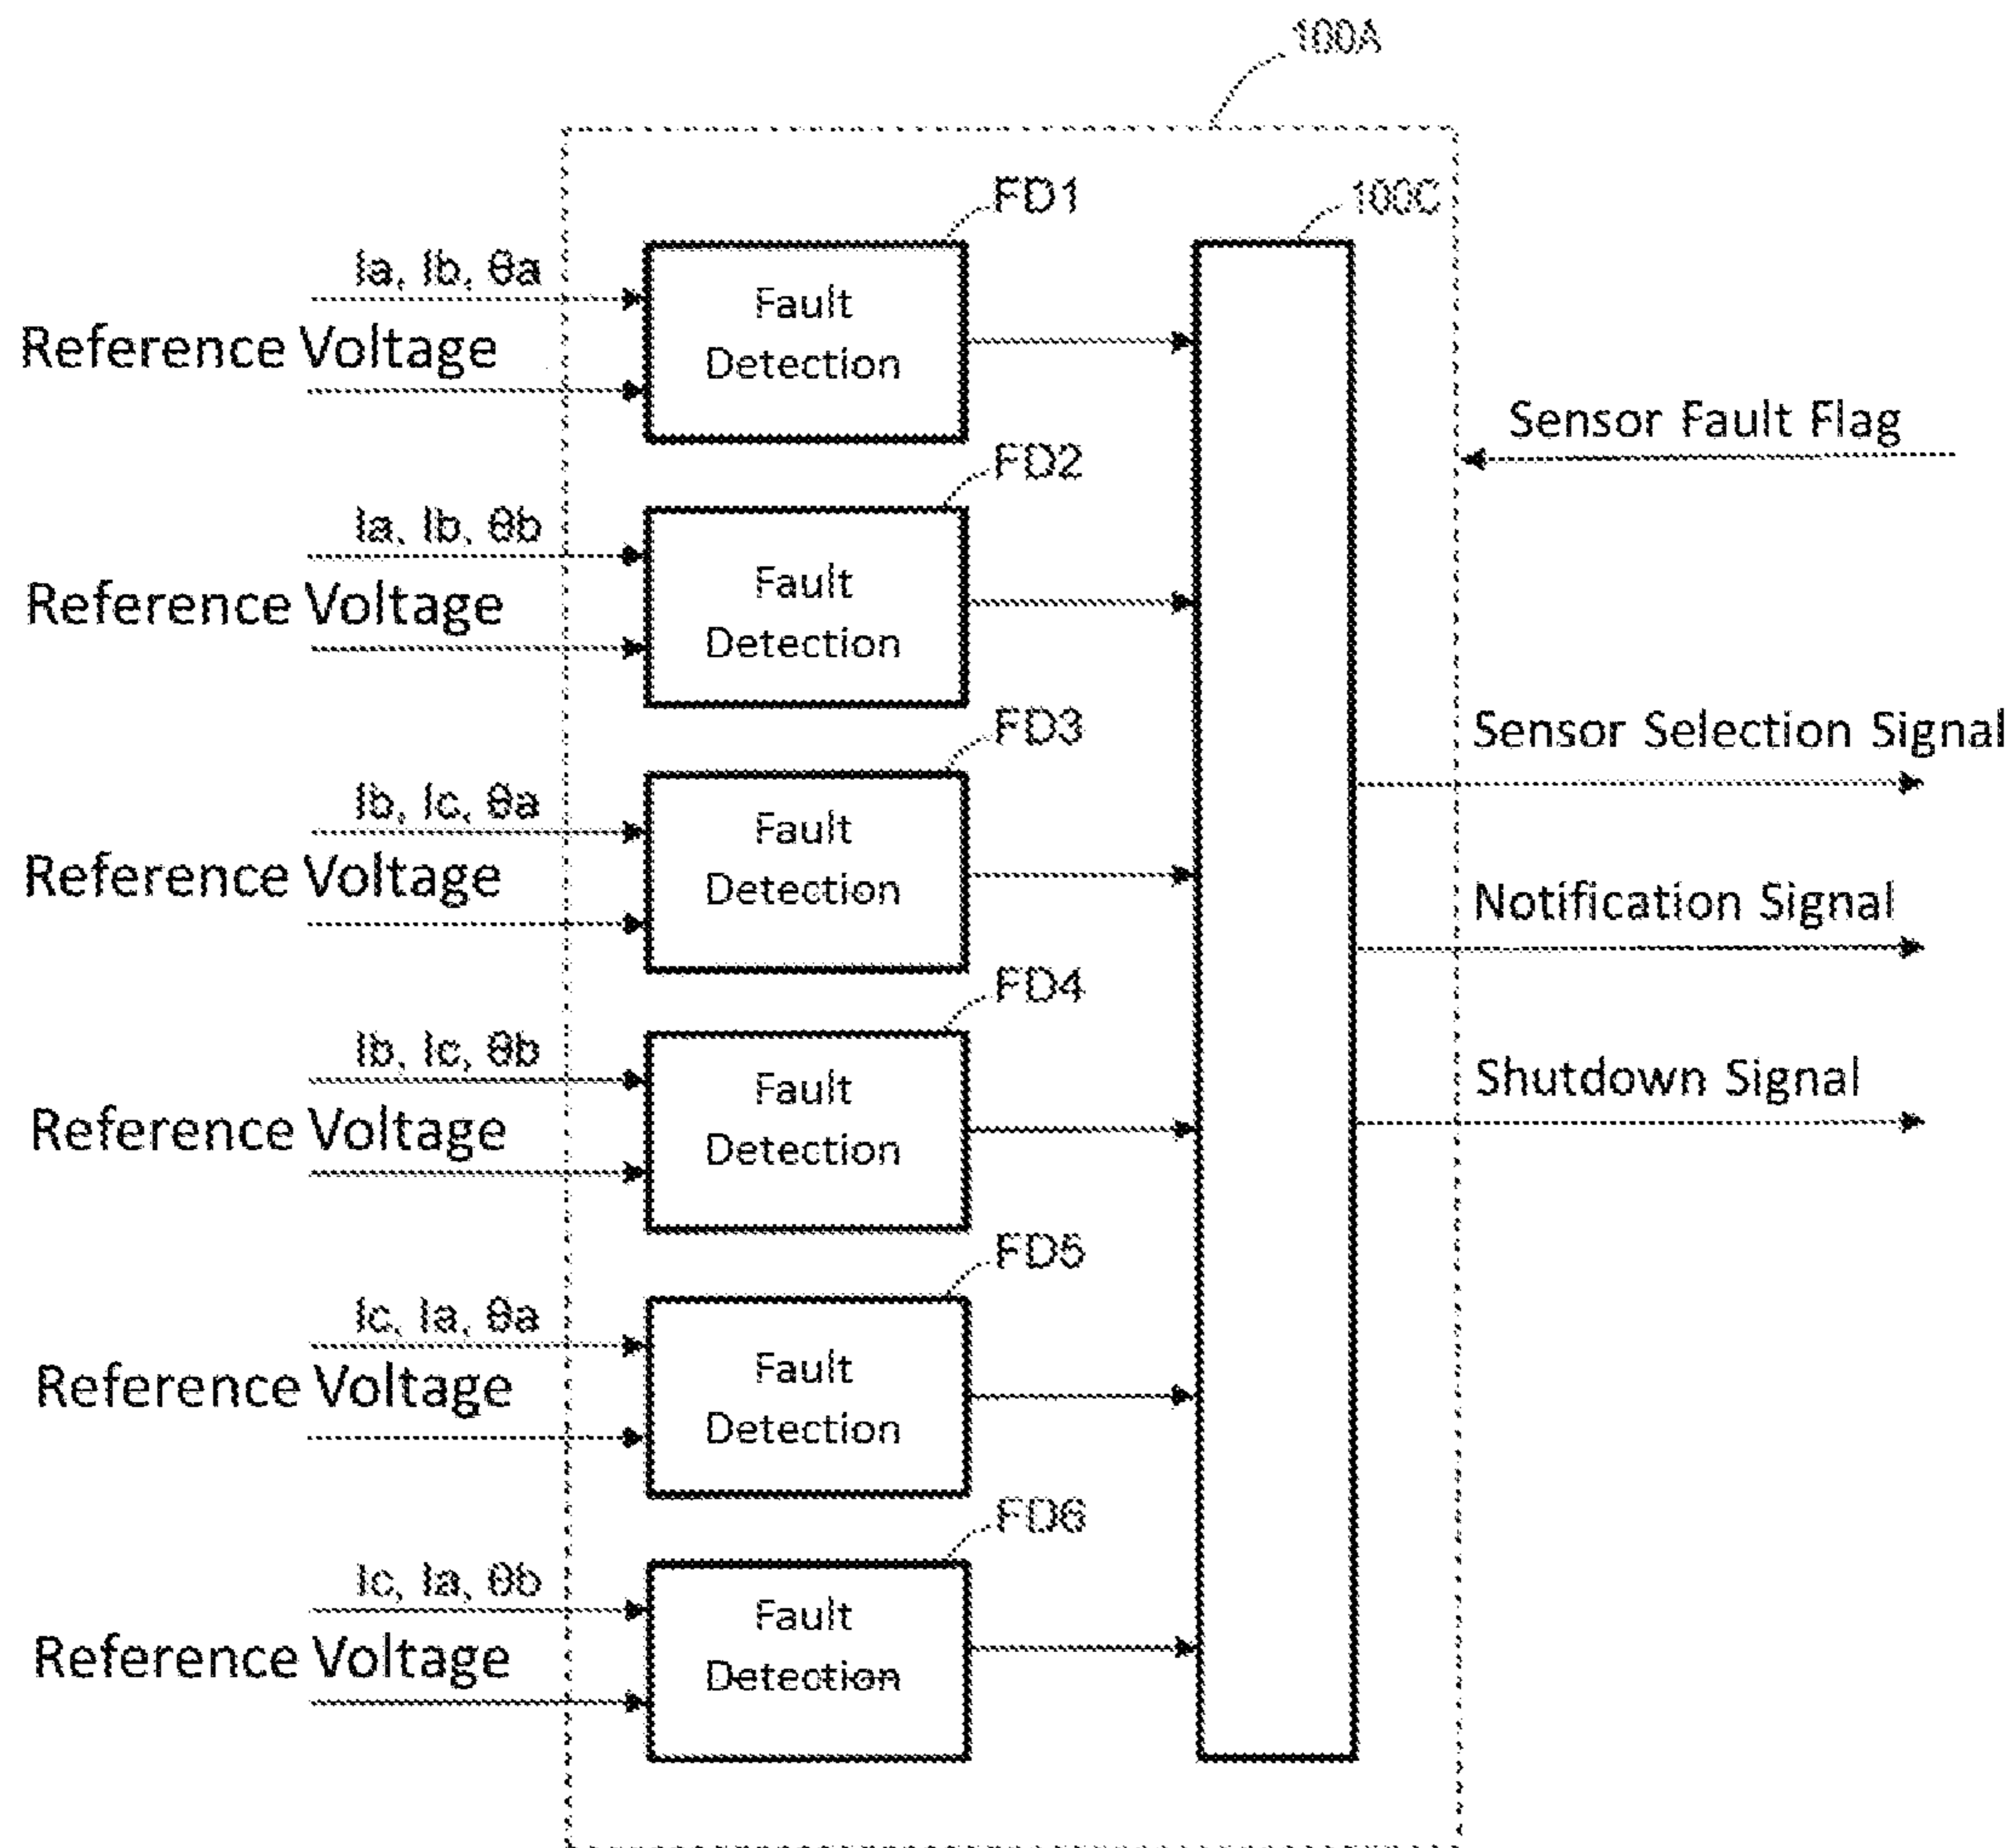 100A
FD1
100C
Ia, Ib, θa
Reference Voltage
Fault
Detection
Sensor Fault Flag
FD2
Ia, Ib, θb
Reference Voltage
Fault
Detection
FD3
Sensor Selection Signal
Ib, Ic, θa
Reference Voltage
Fault
Detection
Notification Signal
FD4
Ib, Ic, θb
Reference Voltage
Fault
Detection
Shutdown Signal
FD5
Ic, Ia, θa
Reference Voltage
Fault
Detection
FD6
Ic, Ia, θb
Reference Voltage
Fault
Detection